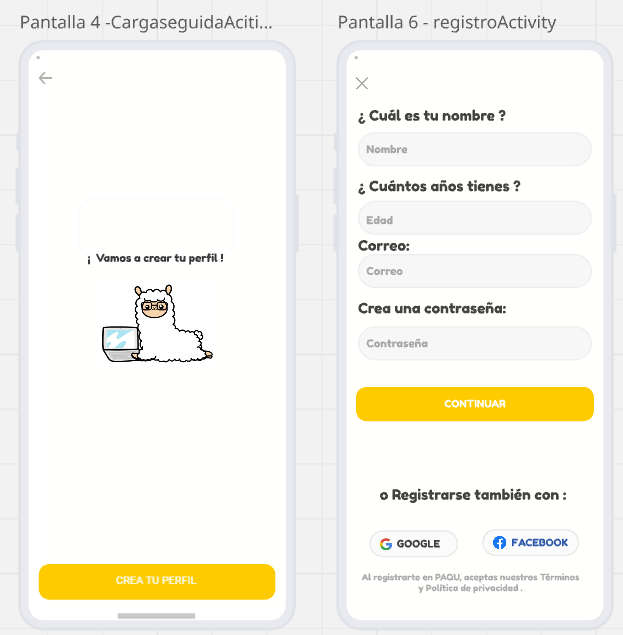 Pantalla 4 -CargaseguidaAciti...
¡ Vamos a crear tu perfil !
CREA TU PERFIL
Pantalla 6 - registroActivity
¿ Cuál es tu nombre ?
Nombre
¿ Cuántos años tienes ?
Edad
Correo:
Correo
Crea una contraseña:
Contraseña
CONTINUAR
o Registrarse también con :
GOOGLE
FACEBOOK
Al registrarte en PAQU, aceptas nuestros Términos
y Política de privacidad .